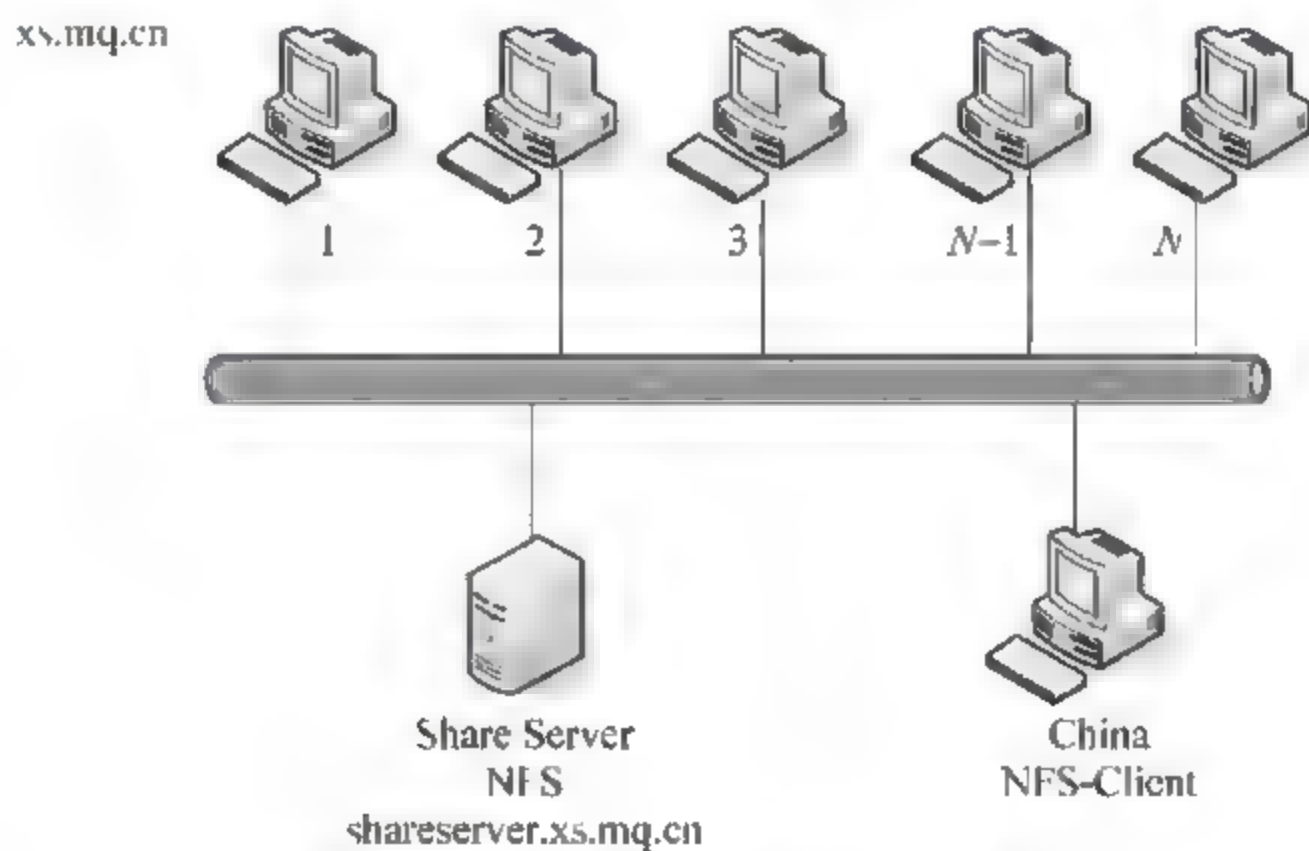 xs.mq.cn
1
2
3
N-1
N
Share Server
NFS
shareserver.xs.mq.cn
China
NFS-Client